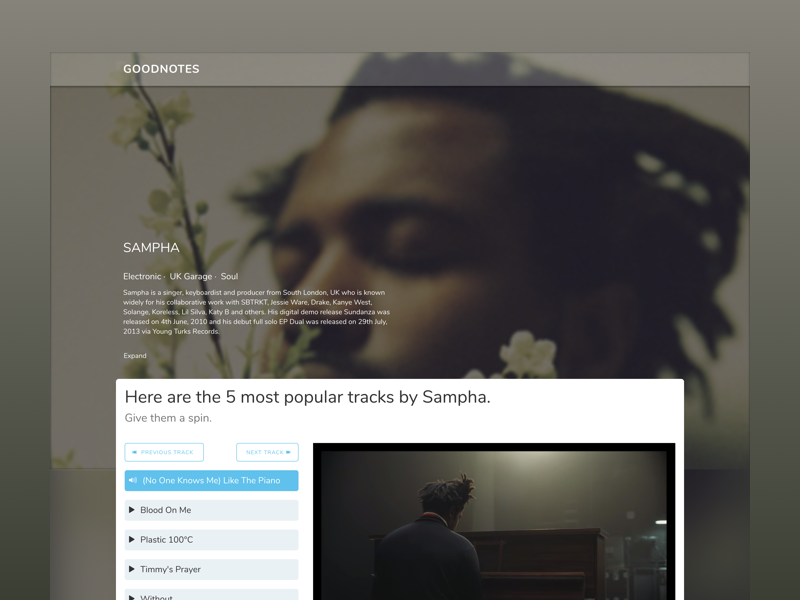 GOODNOTES
SAMPHA
Electronic · UK Garage · Soul
Sampha is a singer, keyboardist and producer from South London, UK who is known
widely for his collaborative work with SBTRKT, Jessie Ware, Drake, Kanye West,
Solange, Koreless, Lil Silva, Katy B and others. His digital demo release Sundanza was
released on 4th June, 2010 and his debut full solo EP Dual was released on 29th July,
2013 via Young Turks Records.
Expand
Here are the 5 most popular tracks by Sampha.
Give them a spin.
PREVIOUS TRACK
NEXT TRACK
(No One Knows Me) Like The Piano
Blood On Me
Plastic 100°C
Timmy's Prayer
Without